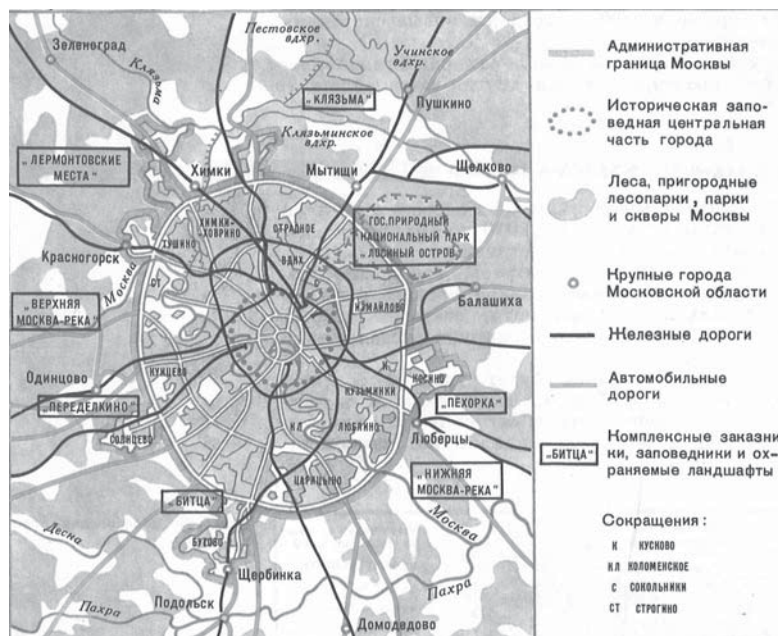 Зеленоград
Клязьма
Пестовское
вдхр.
Учинское
вдхр.
„КЛЯЗЬМА"
Пушкино
Клязьминское
вдхр.
„ЛЕРМОНТОВСКИЕ
МЕСТА"
Химки
Мытищи
Щелково
ХИМКИ-
ХОВРИНО
ОТРАДНОЕ
ГОС.ПРИРОДНЫЙ
НАЦИОНАЛЬНЫЙ ПАРК
„ЛОСИНЫЙ ОСТРОВ"
ТУШИНО
ВДНХ
Красногорск
Москва
СТ
С
ИЗМАЙЛОВО
Балашиха
„ВЕРХНЯЯ
МОСКВА-РЕКА"
Одинцово
КУНЦЕВО
К
КОСИНО
КУЗЬМИНКИ
„ПЕРЕДЕЛКИНО"
„ПЕХОРКА"
СОЛНЦЕВО
КЛ
ЛЮБЛИНО
Люберцы
ЦАРИЦЫНО
„НИЖНЯЯ
МОСКВА-РЕКА"
„БИТЦА"
Москва
Десна
БУТОВО
Щербинка
Пахра
Пахра
Подольск
Домодедово
Административная
граница Москвы
Историческая запо-
ведная центральная
часть города
Леса, пригородные
лесопарки, парки
и скверы Москвы
Крупные города
Московской области
Железные дороги
Автомобильные
дороги
„БИТЦА"
Комплексные заказни
ки, заповедники и ох-
раняемые ландшафты
Сокращения:
К КУСКОВО
КЛ КОЛОМЕНСКОЕ
С СОКОЛЬНИКИ
СТ СТРОГИНО